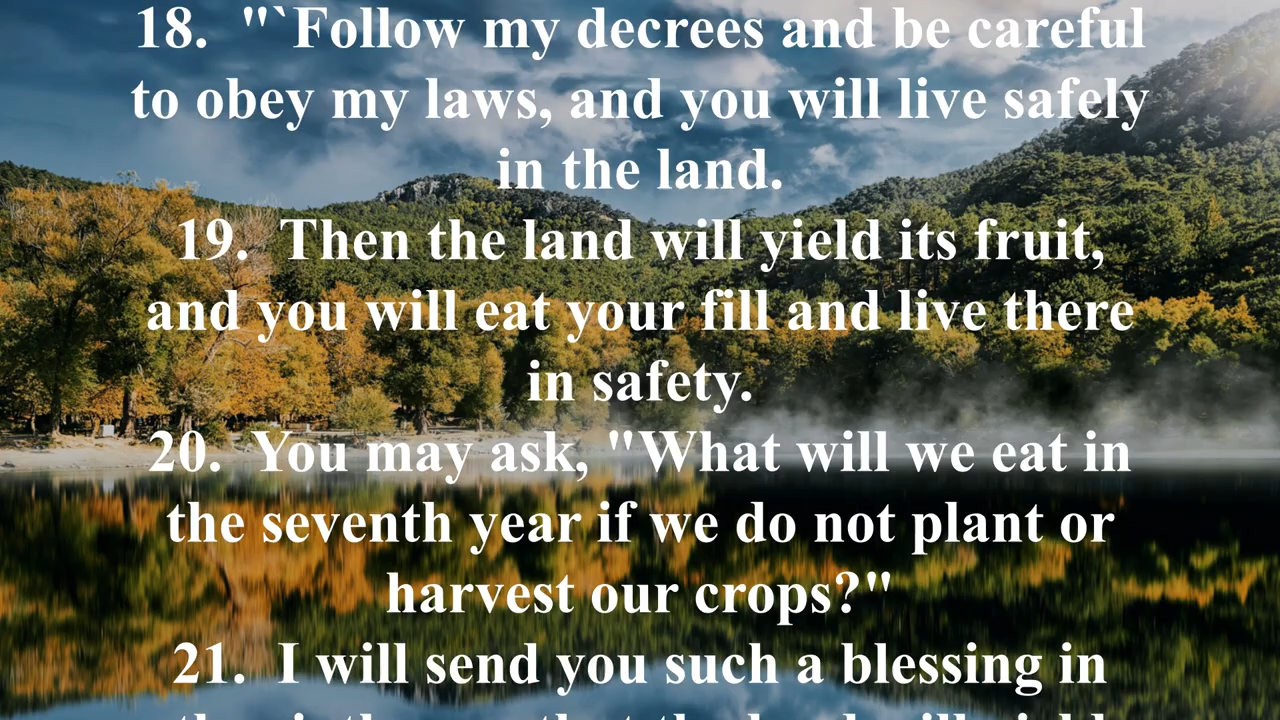 18.  "`Follow my decrees and be careful
to obey my laws, and you will live safely
in the land.
19.  Then the land will yield its fruit,
and you will eat your fill and live there
in safety.
20.  You may ask, "What will we eat in
the seventh year if we do not plant or
harvest our crops?"
21.  I will send you such a blessing in